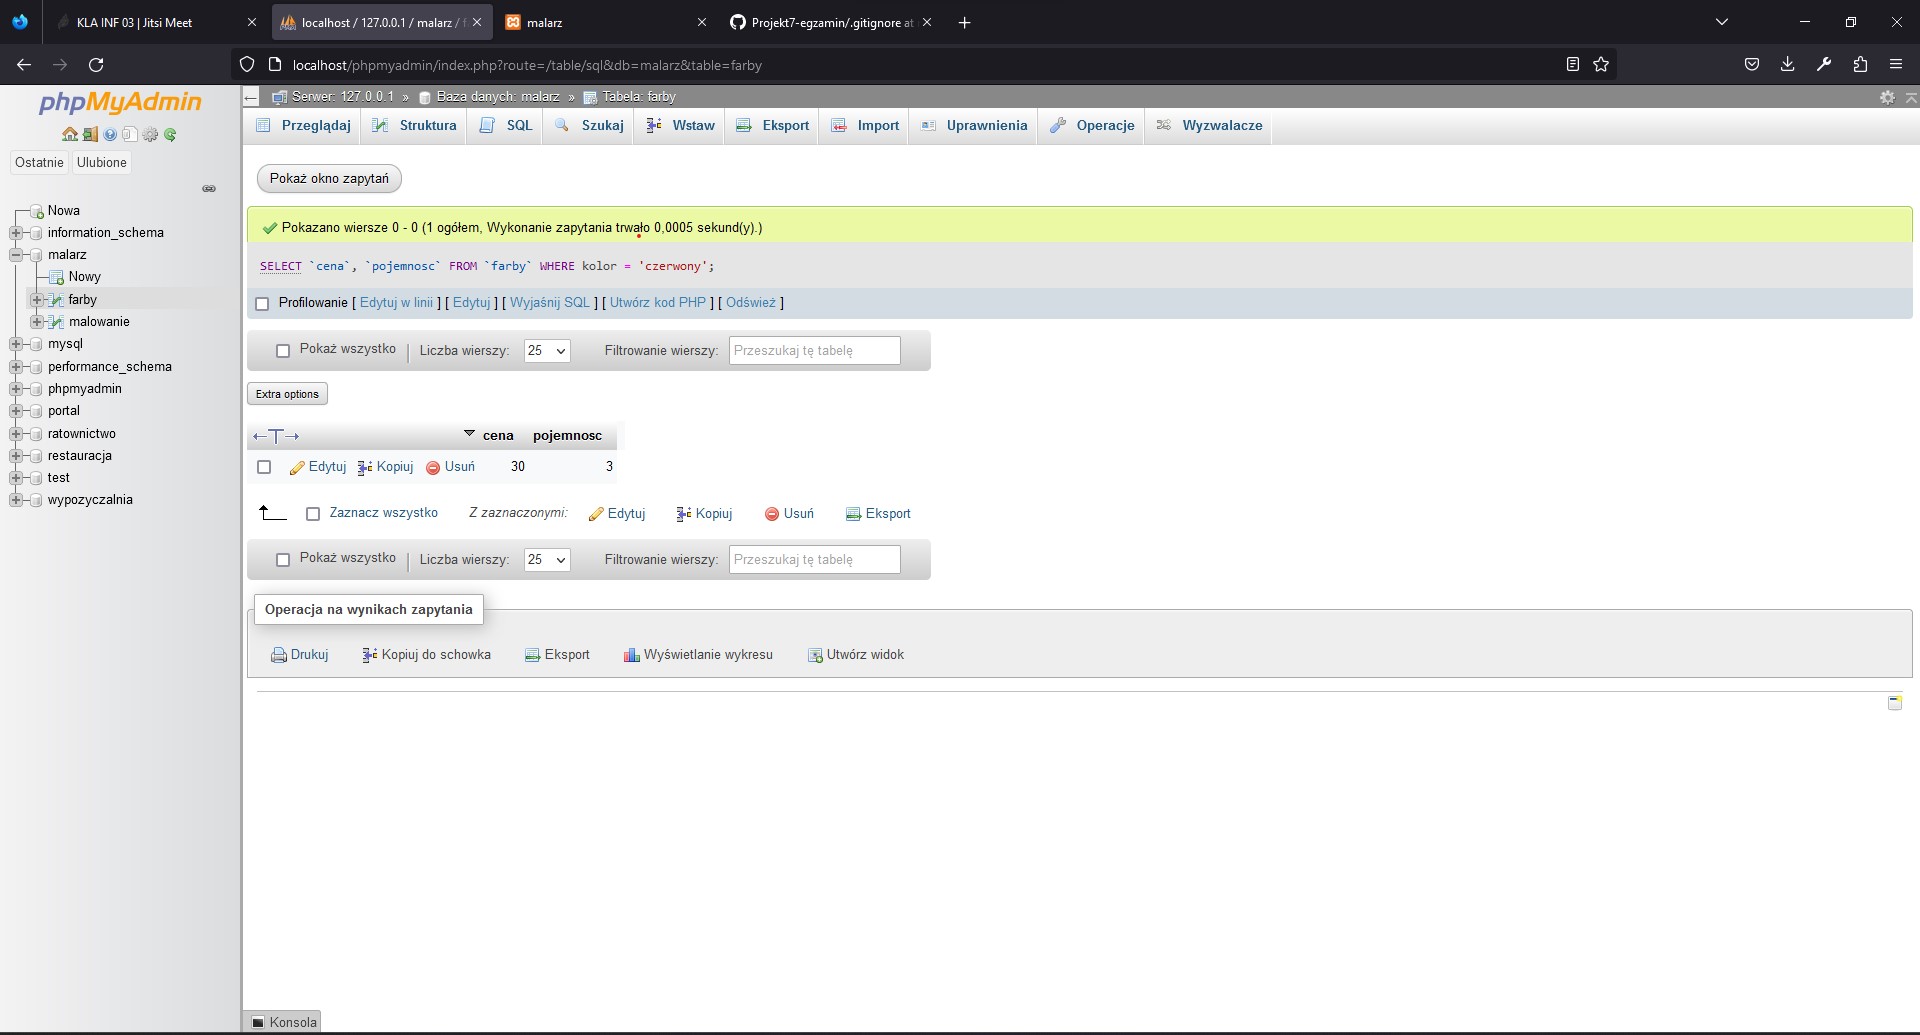 KLA INF 03 | Jitsi Meet
localhost / 127.0.0.1 / malarz / f
malarz
Projekt7-egzamin/.gitignore at
localhost/phpmyadmin/index.php?route=/table/sql&db=malarz&table=farby
phpMyAdmin
Ostatnie
Ulubione
Nowa
information_schema
malarz
Nowy
farby
malowanie
mysql
performance_schema
phpmyadmin
portal
ratownictwo
restauracja
test
wypozyczalnia
Serwer: 127.0.0.1 » Baza danych: malarz » Tabela: farby
Przeglądaj Struktura SQL Szukaj Wstaw Eksport Import Uprawnienia Operacje Wyzwalacze
Pokaż okno zapytań
Pokazano wiersze 0 - 0 (1 ogółem, Wykonanie zapytania trwało 0,0005 sekund(y).)
SELECT `cena`, `pojemnosc` FROM `farby` WHERE kolor = 'czerwony';
Profilowanie [ Edytuj w linii ] [ Edytuj ] [ Wyjaśnij SQL ] [ Utwórz kod PHP ] [ Odśwież ]
Pokaż wszystko | Liczba wierszy: 25 Filtrowanie wierszy: Przeszukaj tę tabelę
Extra options
←T→ cena pojemnosc
Edytuj Kopiuj Usuń 30 3
Zaznacz wszystko Z zaznaczonymi: Edytuj Kopiuj Usuń Eksport
Pokaż wszystko | Liczba wierszy: 25 Filtrowanie wierszy: Przeszukaj tę tabelę
Operacja na wynikach zapytania
Drukuj Kopiuj do schowka Eksport Wyświetlanie wykresu Utwórz widok
Konsola